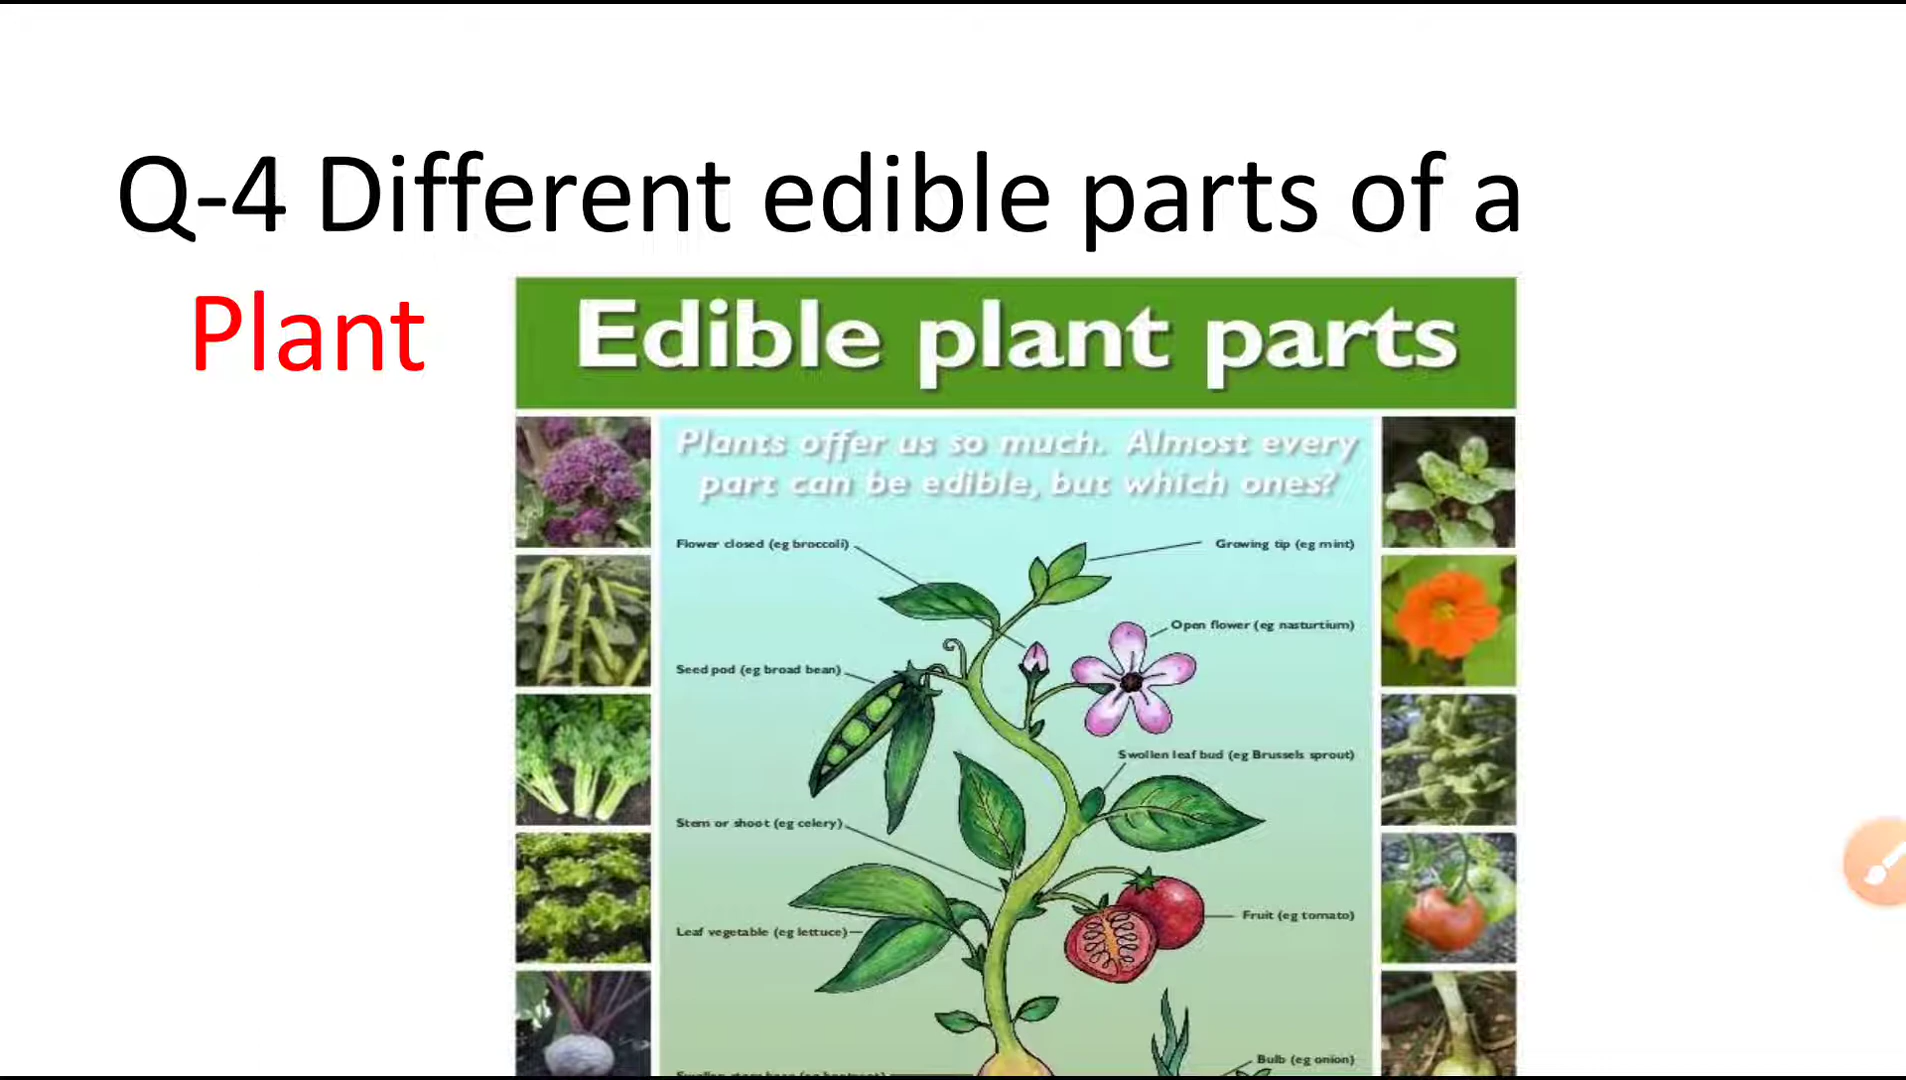 Q-4 Different edible parts of a
Plant
Edible plant parts
Plants offer us so much. Almost every
part can be edible, but which ones?
Flower closed (eg broccoli)
Growing tip (eg mint)
Open flower (eg nasturtium)
Seed pod (eg broad bean)
Swollen leaf bud (eg Brussels sprout)
Stem or shoot (eg celery)
Fruit (eg tomato)
Leaf vegetable (eg lettuce)
Bulb (eg onion)